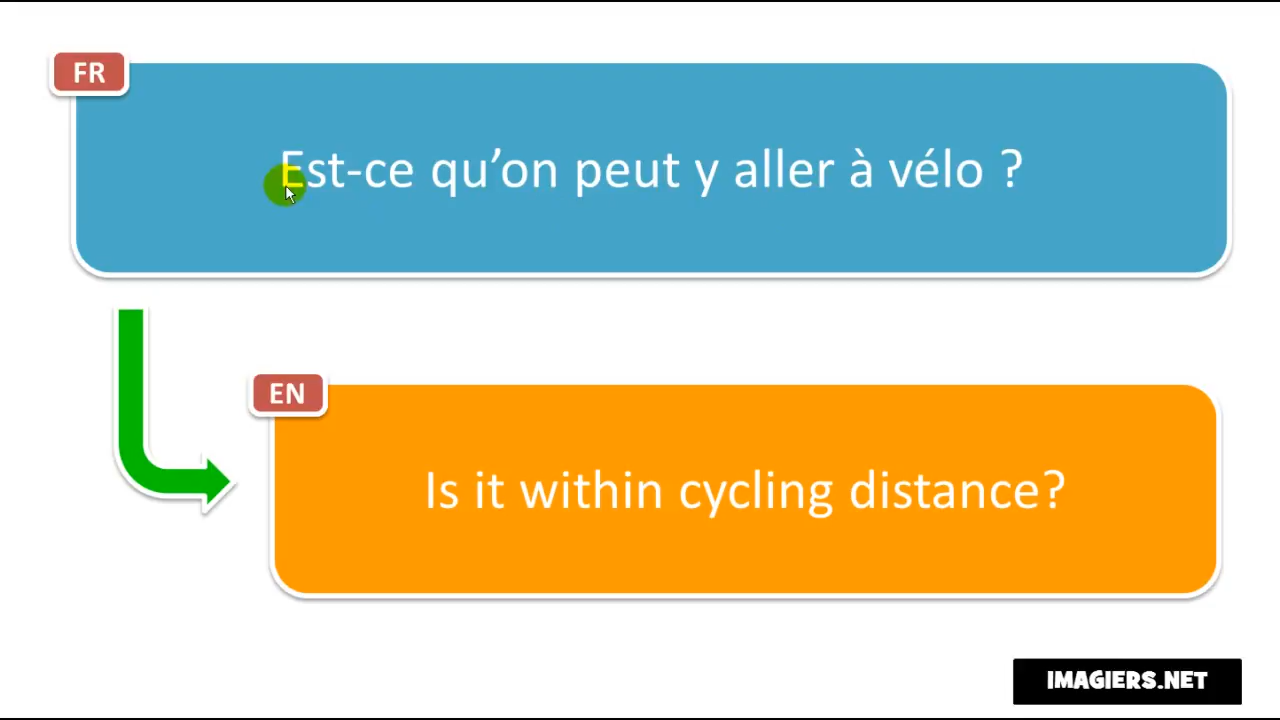 FR
Est-ce qu’on peut y aller à vélo ?
EN
Is it within cycling distance?
IMAGIERS.NET